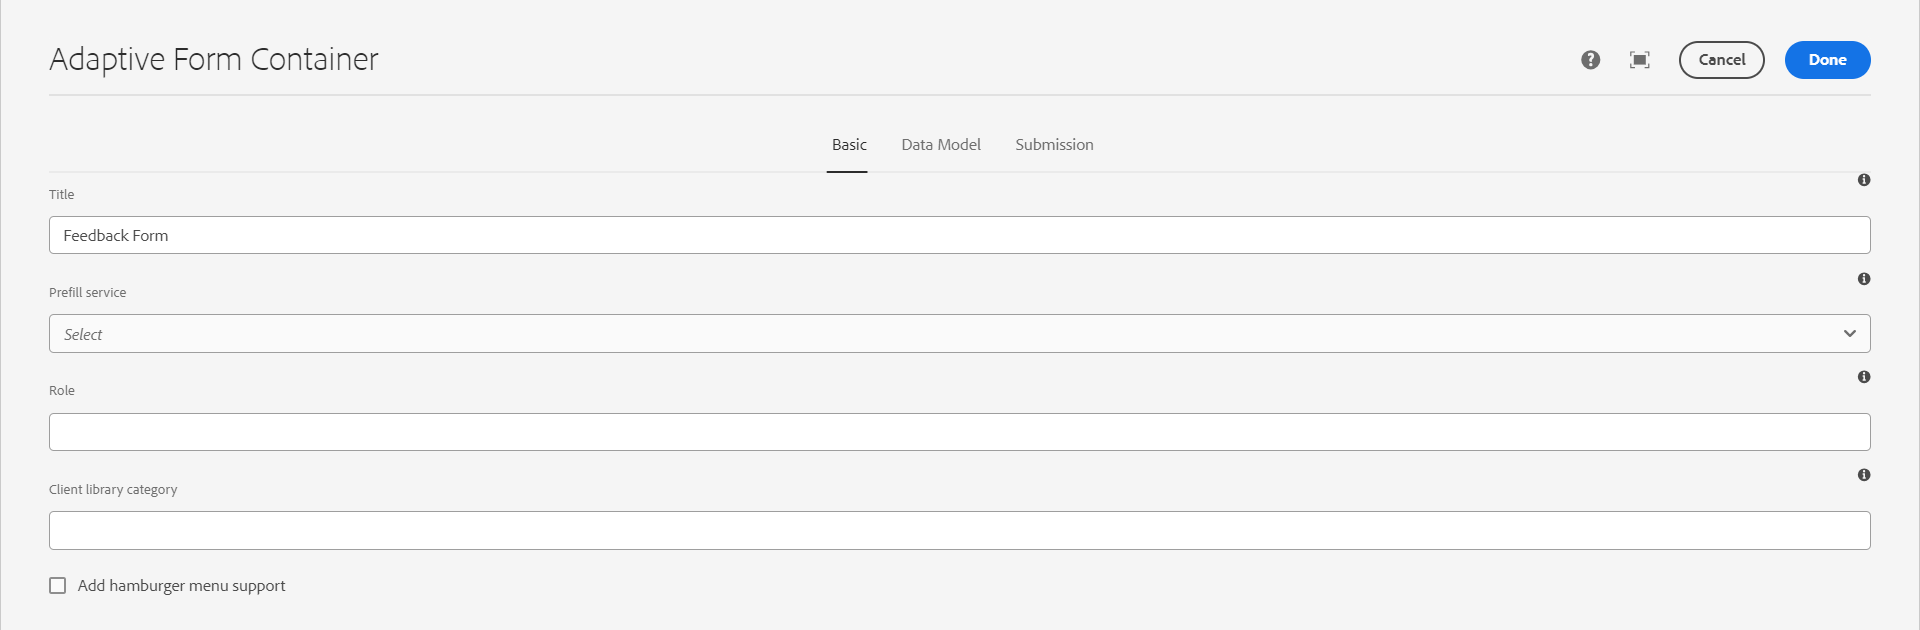 Adaptive Form Container
Cancel
Done
Basic Data Model Submission
Title
Feedback Form
Prefill service
Select
Role
Client library category
Add hamburger menu support